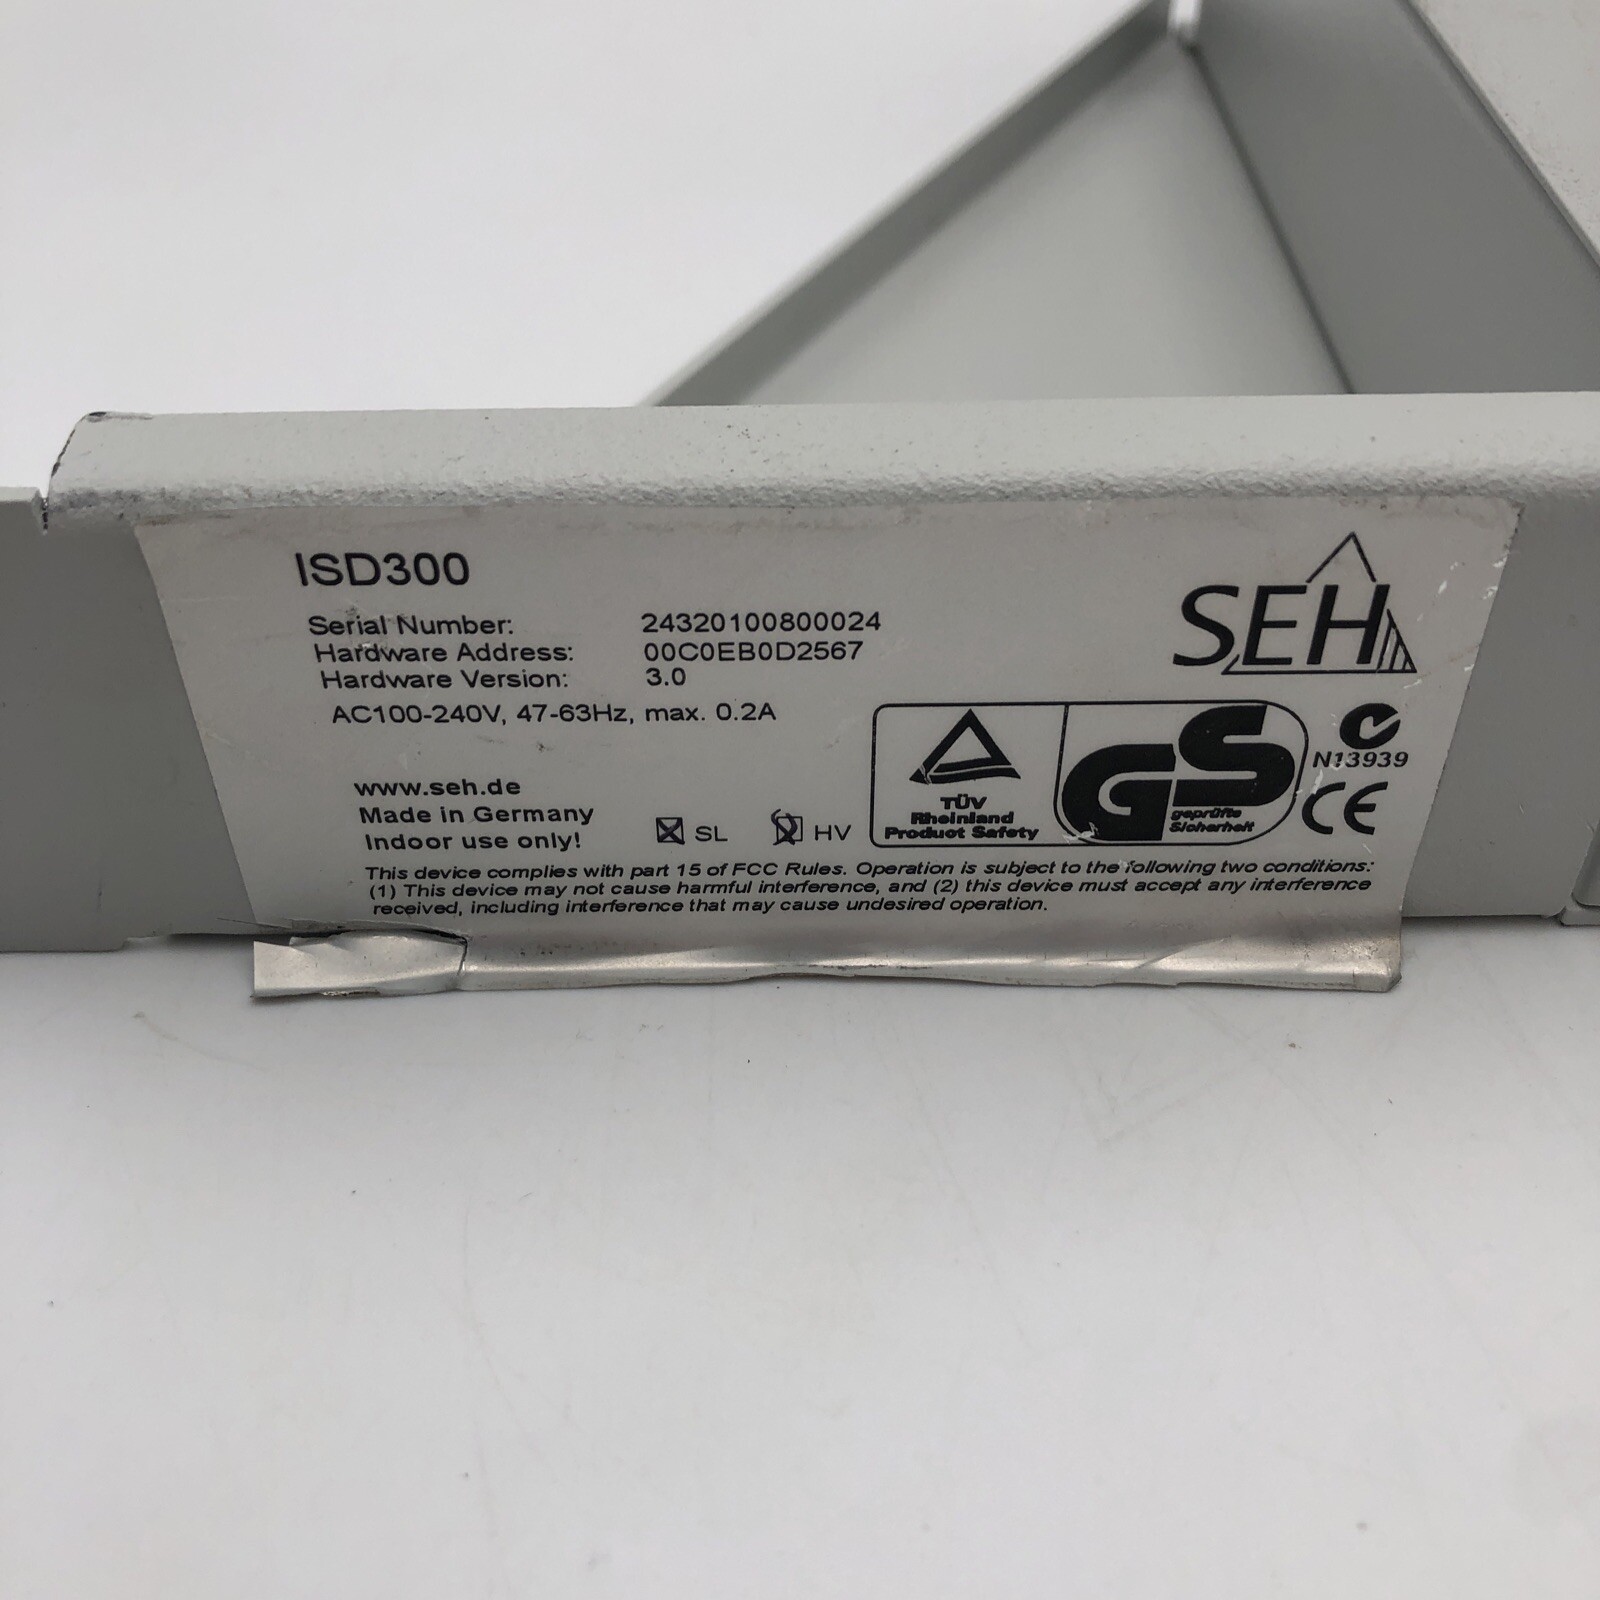 ISD300
SEH
Serial Number: 24320100800024
Hardware Address: 00C0EB0D2567
Hardware Version: 3.0
AC100-240V, 47-63Hz, max. 0.2A
www.seh.de
Made in Germany
Indoor use only!
SL HV
TÜV
Rheinland
Product Safety
GS
geprüfte
Sicherheit
N13939
CE
This device complies with part 15 of FCC Rules. Operation is subject to the following two conditions:
(1) This device may not cause harmful interference, and (2) this device must accept any interference
received, including interference that may cause undesired operation.